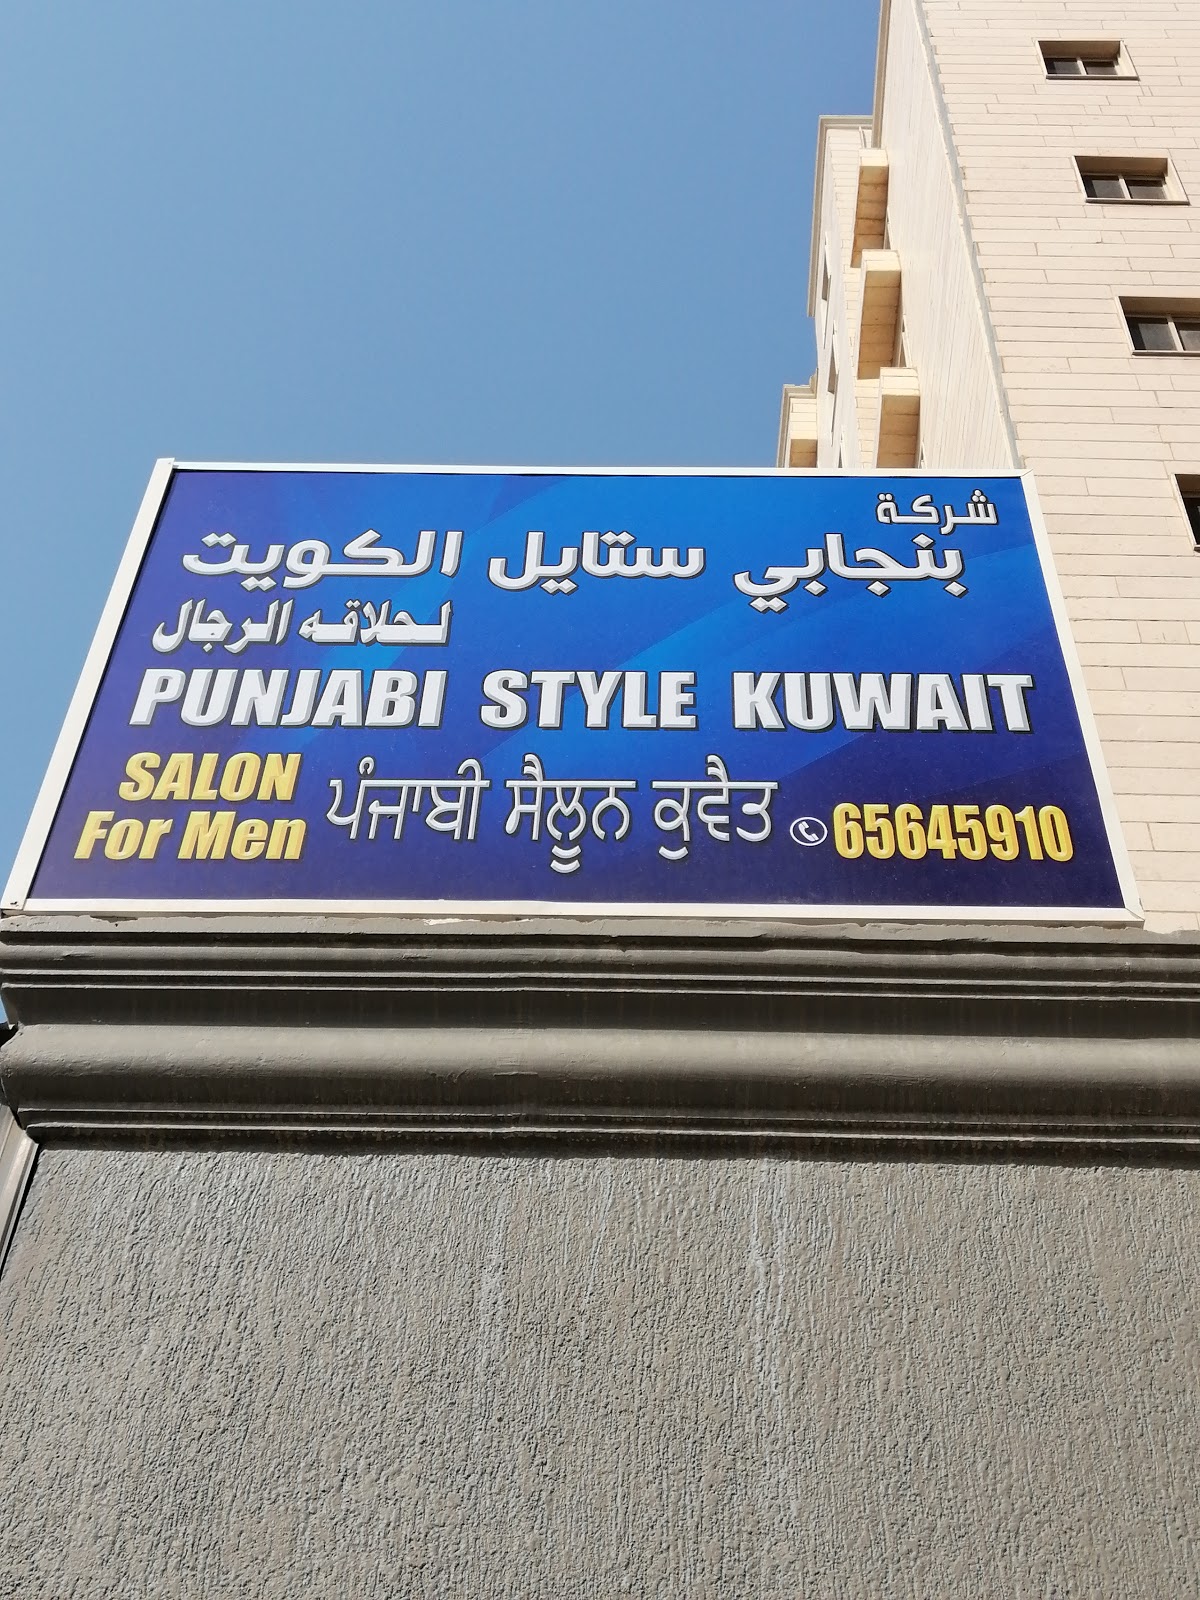 شركة
بنجابي ستايل الكويت
لحلاقه الرجال
PUNJABI STYLE KUWAIT
SALON
For Men
ਪੰਜਾਬੀ ਸੈਲੂਨ ਕੁਵੈਤ
65645910